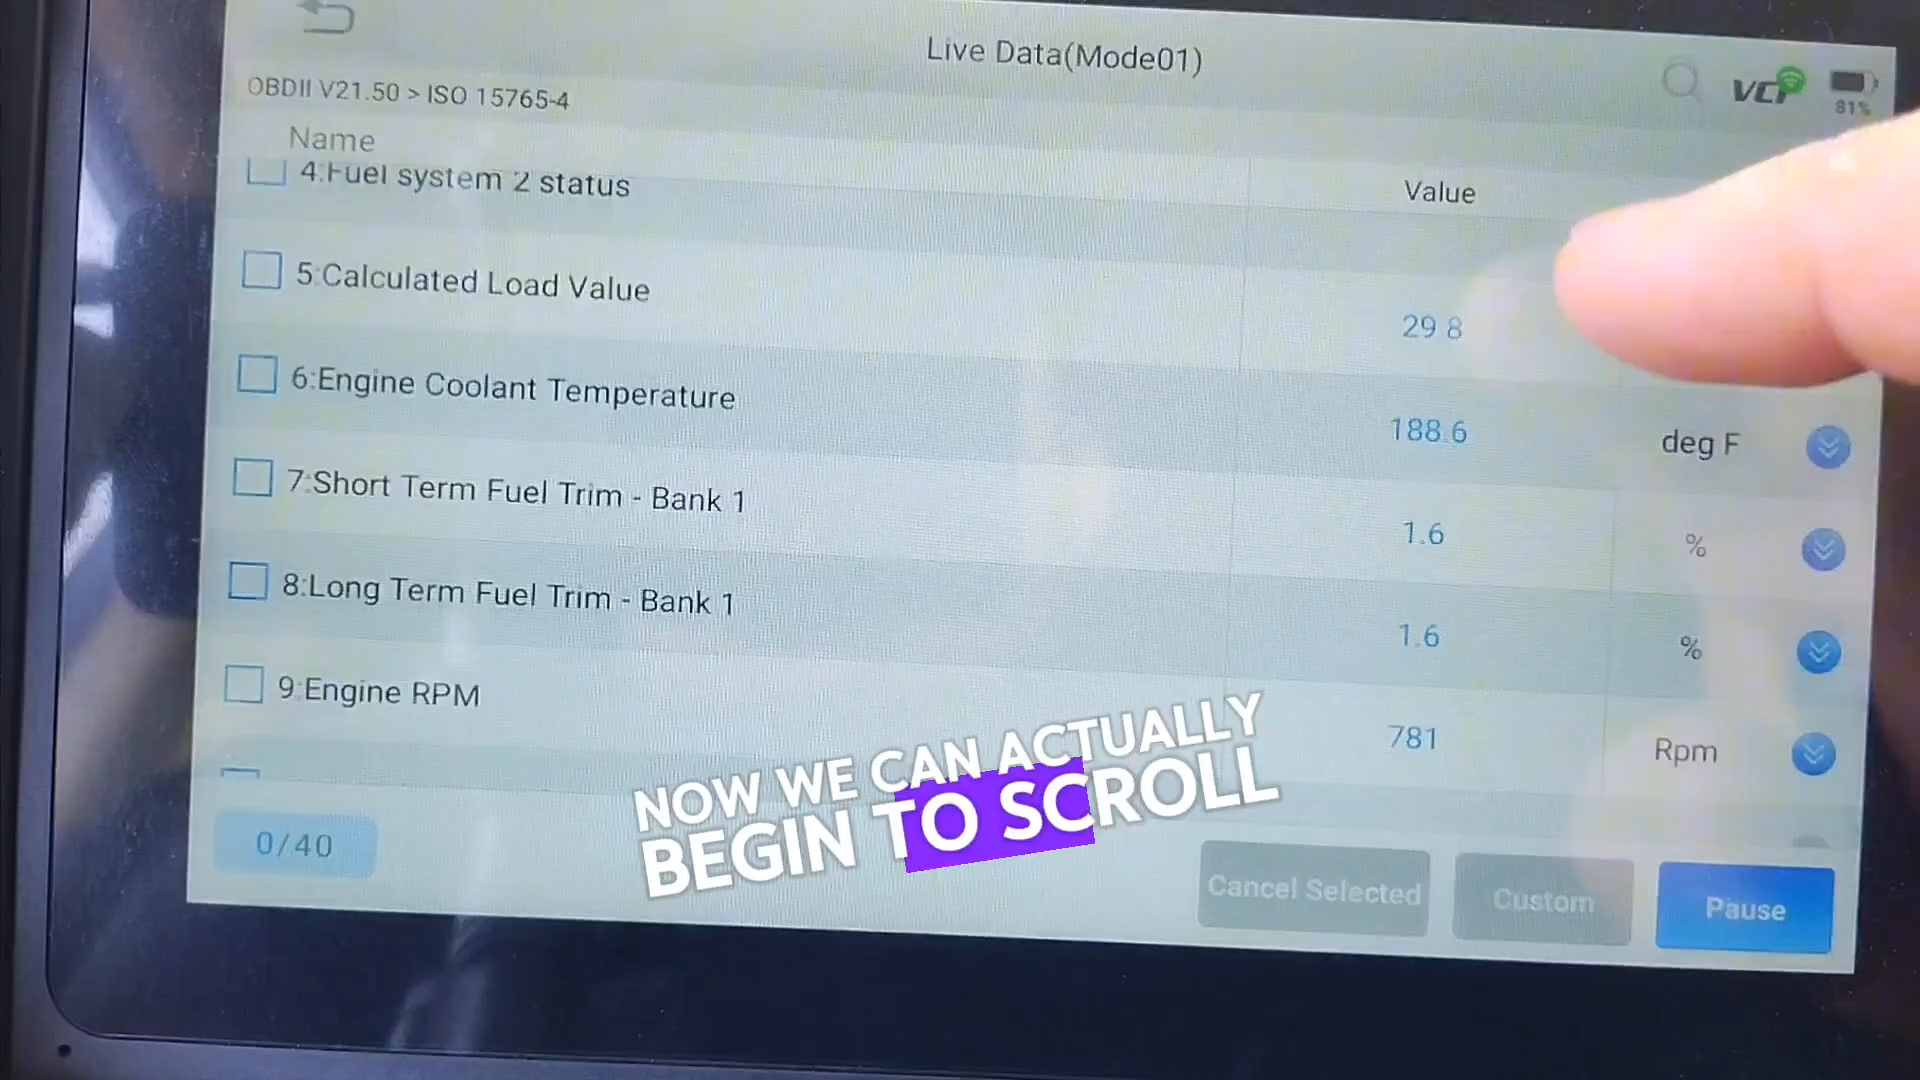 Live Data(Mode01)
VCI
81%
OBDII V21.50 > ISO 15765-4
Name
Value
4:Fuel system 2 status
5:Calculated Load Value
29.8
6:Engine Coolant Temperature
188.6
deg F
7:Short Term Fuel Trim - Bank 1
1.6
%
8:Long Term Fuel Trim - Bank 1
1.6
%
9:Engine RPM
781
Rpm
NOW WE CAN ACTUALLY
BEGIN TO SCROLL
0/40
Cancel Selected
Custom
Pause